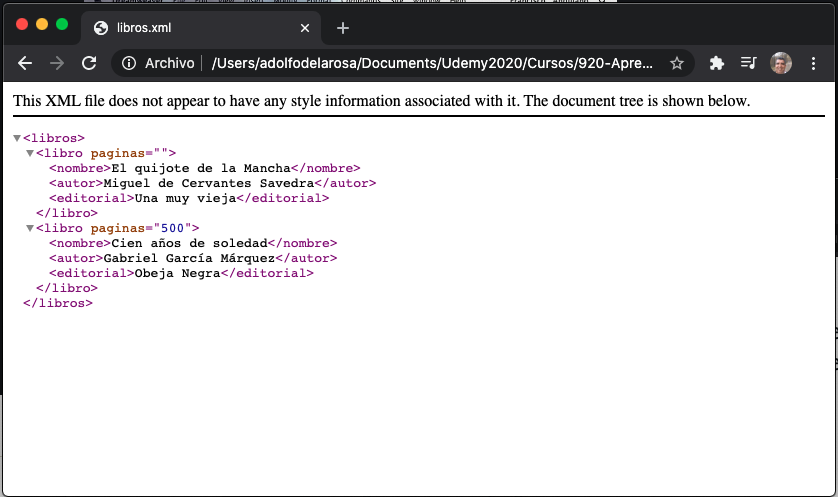 libros.xml
Archivo /Users/adolfodelarosa/Documents/Udemy2020/Cursos/920-Apre...
This XML file does not appear to have any style information associated with it. The document tree is shown below.
<libros>
<libro paginas="">
<nombre>El quijote de la Mancha</nombre>
<autor>Miguel de Cervantes Savedra</autor>
<editorial>Una muy vieja</editorial>
</libro>
<libro paginas="500">
<nombre>Cien años de soledad</nombre>
<autor>Gabriel García Márquez</autor>
<editorial>Obeja Negra</editorial>
</libro>
</libros>